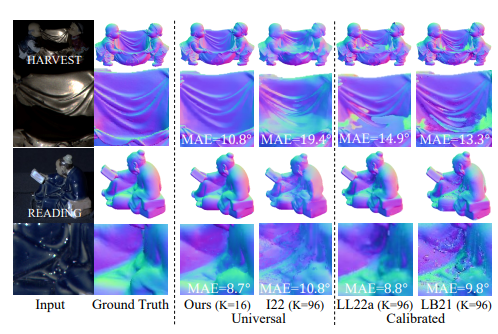 HARVEST
MAE=10.8° MAE=19.4° MAE=14.9° MAE=13.3°
READING
MAE=8.7° MAE=10.8° MAE=8.8° MAE=9.8°
Input Ground Truth Ours (K=16) I22 (K=96) LL22a (K=96) LB21 (K=96)
Universal Calibrated